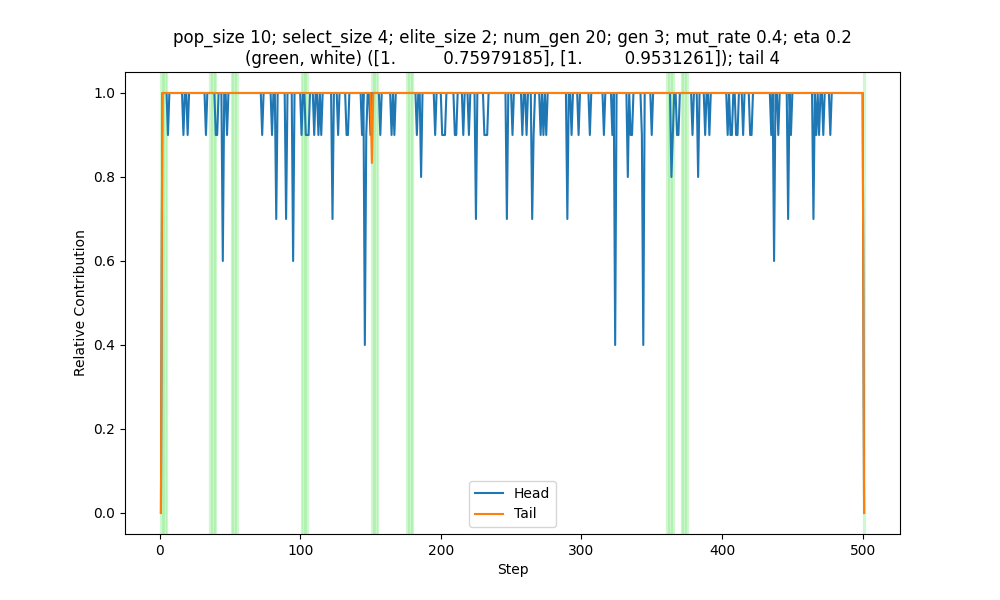 pop_size 10; select_size 4; elite_size 2; num_gen 20; gen 3; mut_rate 0.4; eta 0.2
(green, white) ([1.         0.75979185], [1.         0.9531261]); tail 4
1.0
0.8
0.6
0.4
0.2
0.0
Relative Contribution
Head
Tail
0
100
200
300
400
500
Step